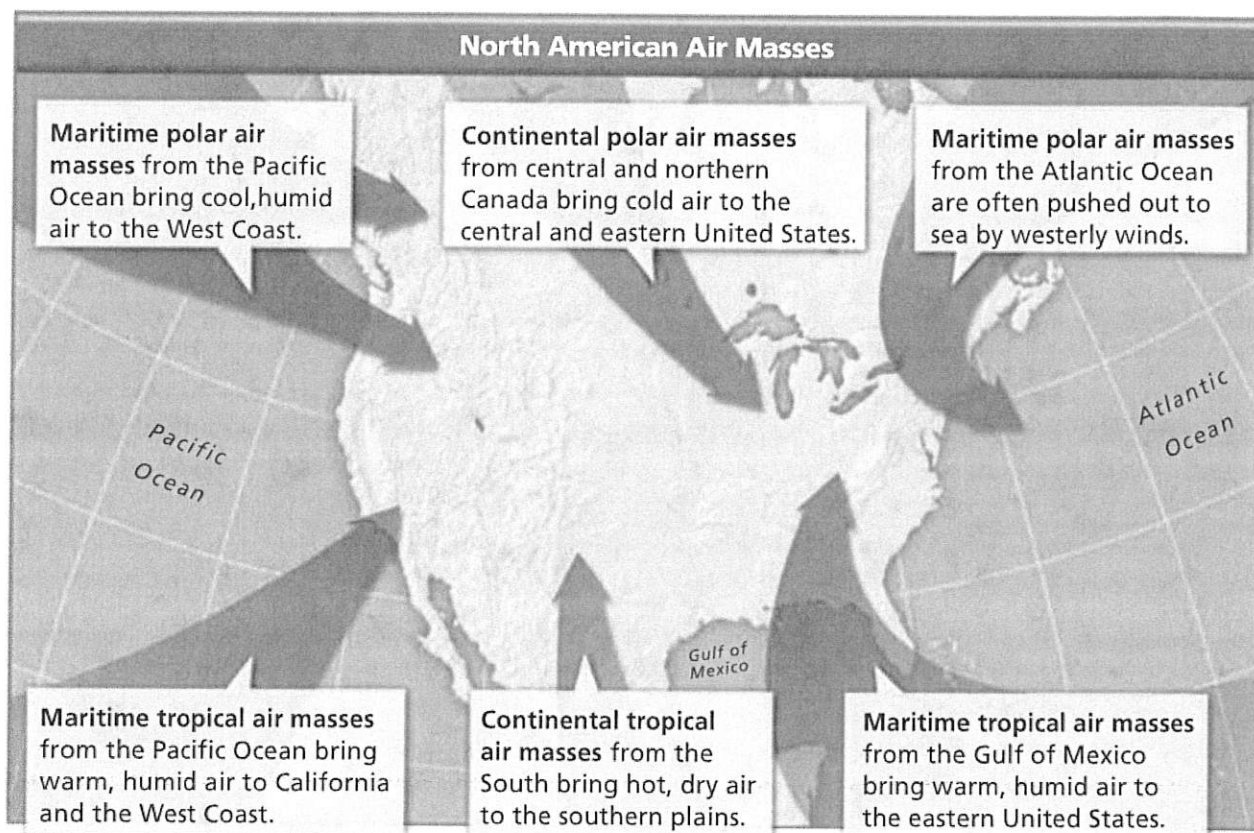 North American Air Masses
Maritime polar air
masses from the Pacific
Ocean bring cool,humid
air to the West Coast.
Continental polar air masses
from central and northern
Canada bring cold air to the
central and eastern United States.
Maritime polar air masses
from the Atlantic Ocean
are often pushed out to
sea by westerly winds.
Pacific
Ocean
Atlantic
Ocean
Gulf of
Mexico
Maritime tropical air masses
from the Pacific Ocean bring
warm, humid air to California
and the West Coast.
Continental tropical
air masses from the
South bring hot, dry air
to the southern plains.
Maritime tropical air masses
from the Gulf of Mexico
bring warm, humid air to
the eastern United States.